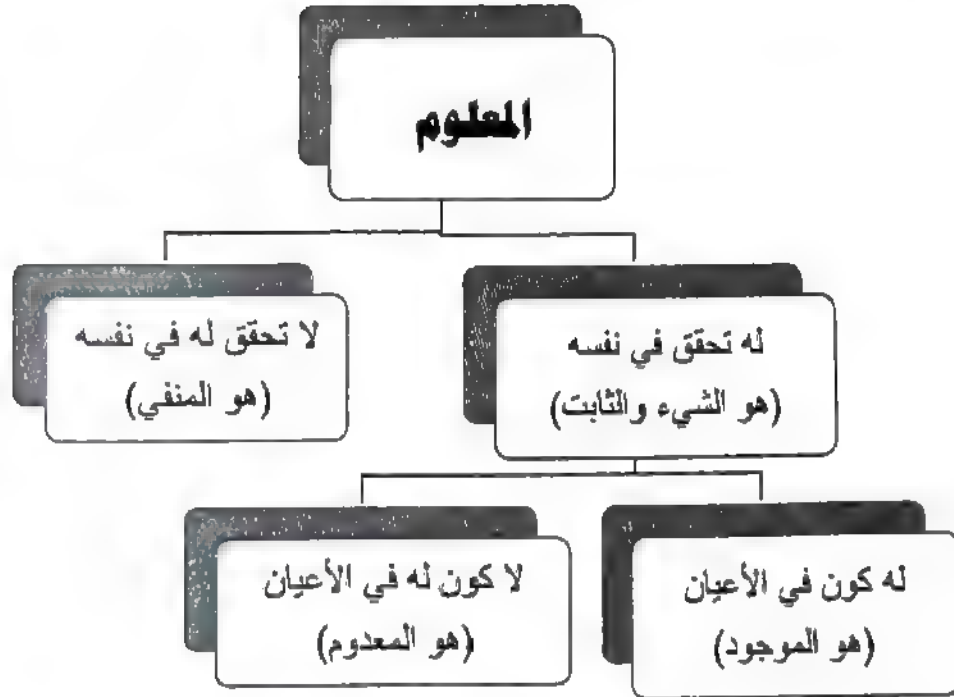 المعلوم
له تحقق في نفسه
(هو الشيء والثابت)
لا تحقق له في نفسه
(هو المنفي)
له كون في الأعيان
(هو الموجود)
لا كون له في الأعيان
(هو المعدوم)